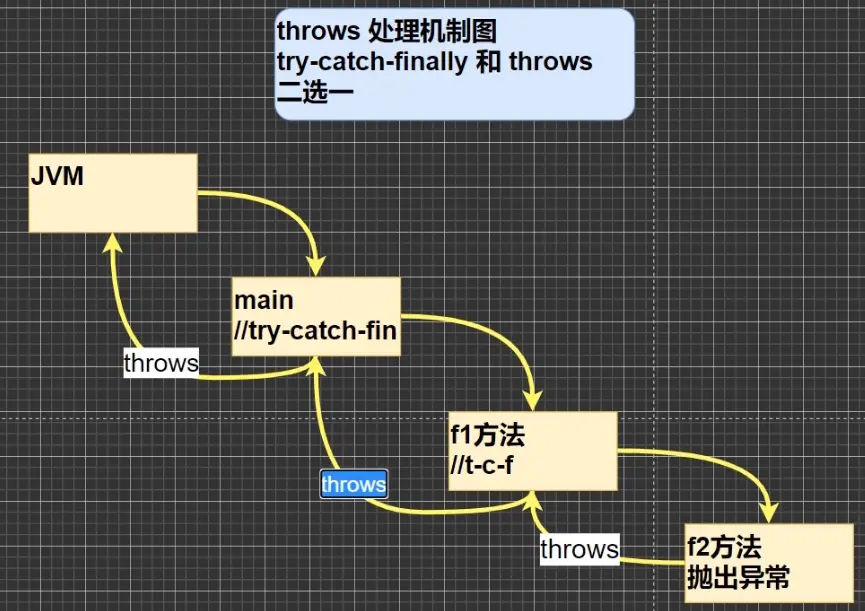 throws 处理机制图
try-catch-finally 和 throws
二选一
JVM
main
//try-catch-fin
throws
f1方法
//t-c-f
throws
throws
f2方法
抛出异常